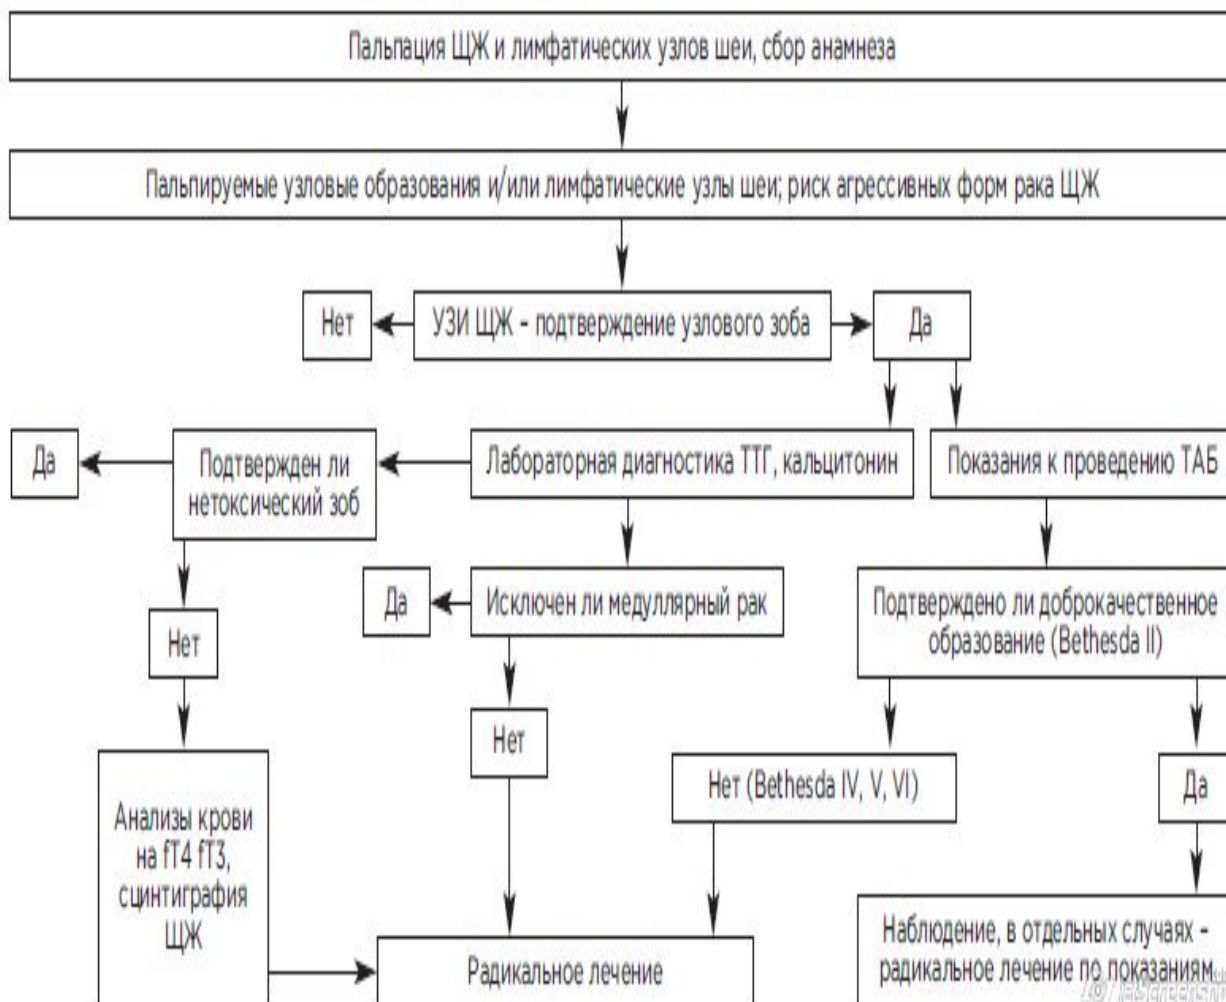 Пальпация ЩЖ и лимфатических узлов шеи, сбор анамнеза
Пальпируемые узловые образования и/или лимфатические узлы шеи; риск агрессивных форм рака ЩЖ
Нет
УЗИ ЩЖ – подтверждение узлового зоба
Да
Да
Подтвержден ли
нетоксический зоб
Лабораторная диагностика ТТГ, кальцитонин
Показания к проведению ТАБ
Нет
Да
Исключен ли медуллярный рак
Подтверждено ли доброкачественное
образование (Bethesda II)
Нет
Нет (Bethesda IV, V, VI)
Да
Анализы крови
на fT4 fT3,
сцинтиграфия
ЩЖ
Радикальное лечение
Наблюдение, в отдельных случаях –
радикальное лечение по показаниям